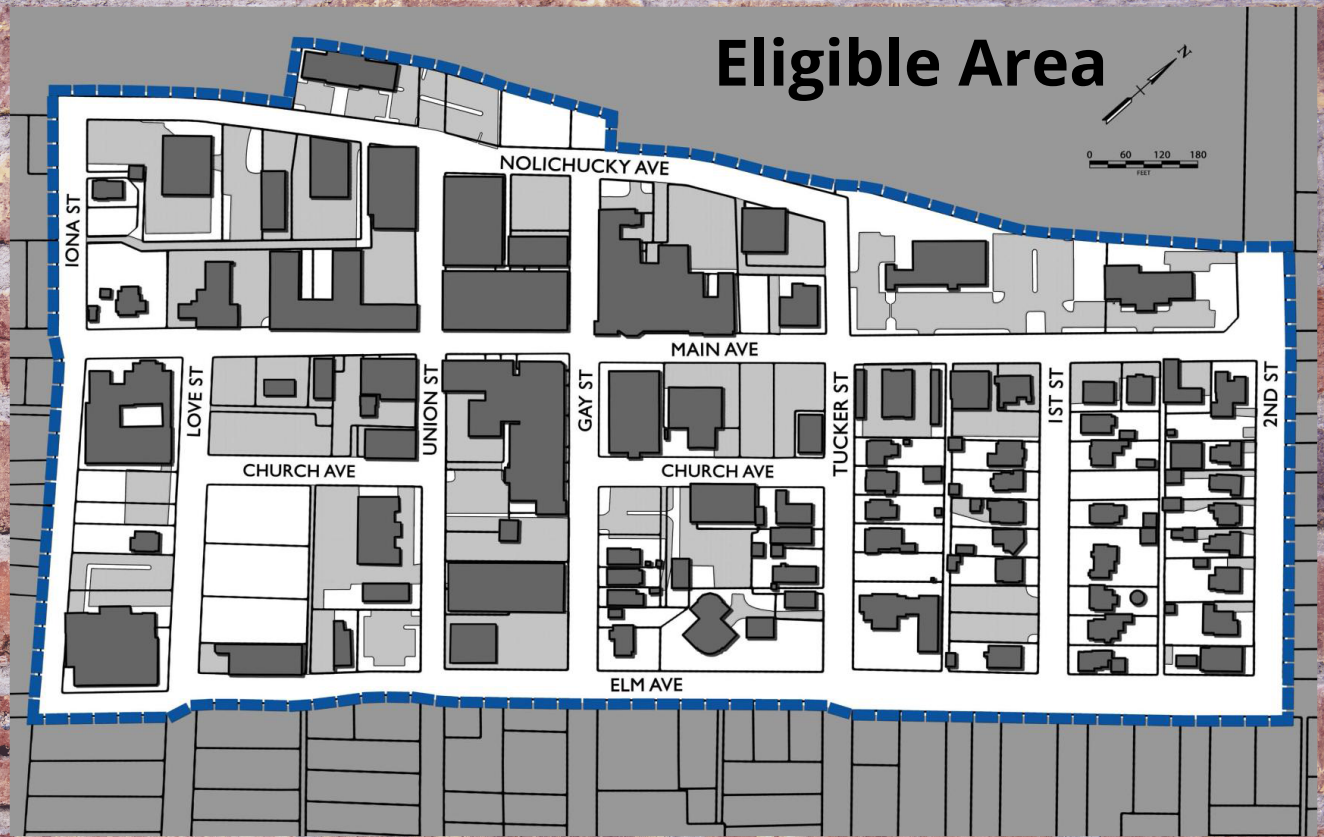 Eligible Area
N
0 60 120 180
FEET
NOLICHUCKY AVE
IONA ST
MAIN AVE
LOVE ST
UNION ST
GAY ST
TUCKER ST
1ST ST
2ND ST
CHURCH AVE
CHURCH AVE
ELM AVE